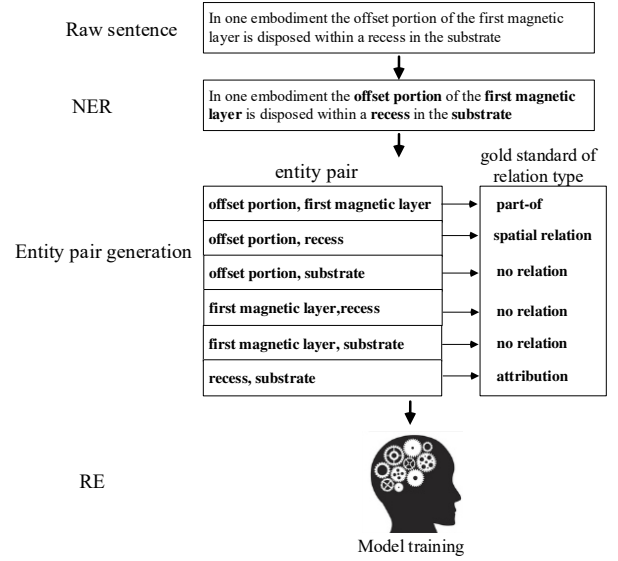 Raw sentence
In one embodiment the offset portion of the first magnetic
layer is disposed within a recess in the substrate
NER
In one embodiment the offset portion of the first magnetic
layer is disposed within a recess in the substrate
entity pair
gold standard of
relation type
Entity pair generation
offset portion, first magnetic layer
part-of
offset portion, recess
spatial relation
offset portion, substrate
no relation
first magnetic layer,recess
no relation
first magnetic layer, substrate
no relation
recess, substrate
attribution
RE
Model training